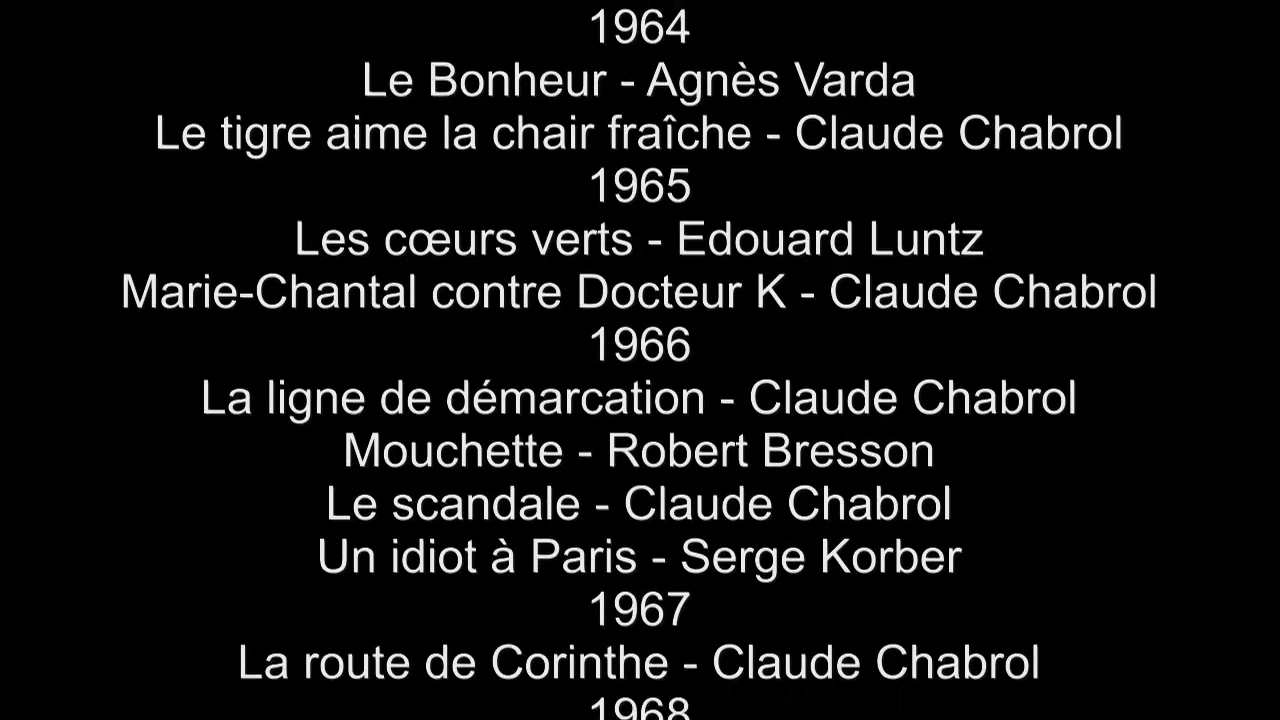 1964
Le Bonheur - Agnès Varda
Le tigre aime la chair fraîche - Claude Chabrol
1965
Les cœurs verts - Edouard Luntz
Marie-Chantal contre Docteur K - Claude Chabrol
1966
La ligne de démarcation - Claude Chabrol
Mouchette - Robert Bresson
Le scandale - Claude Chabrol
Un idiot à Paris - Serge Korber
1967
La route de Corinthe - Claude Chabrol
1968